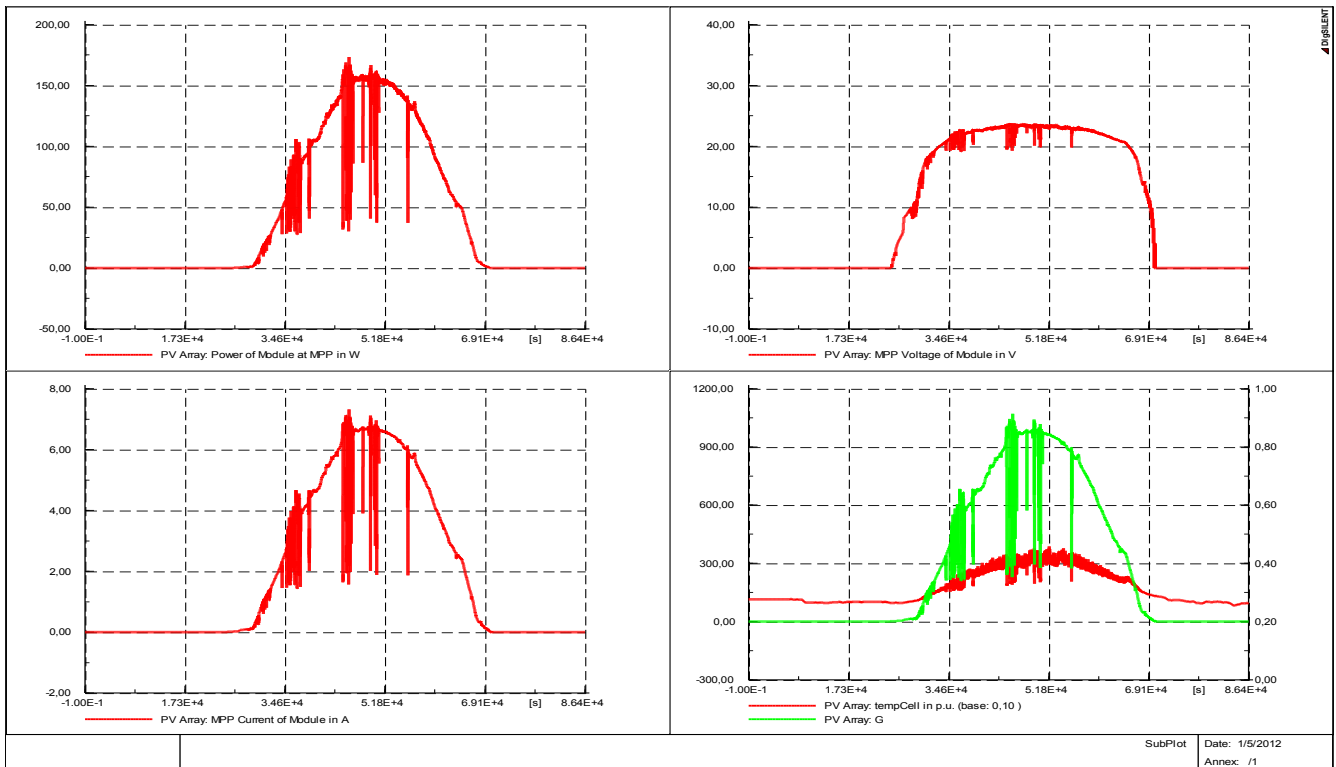 200,00
150,00
100,00
50,00
0,00
-50,00
-1.00E-1 1.73E+4 3.46E+4 5.18E+4 6.91E+4 [s] 8.64E+4
PV Array: Power of Module at MPP in W
40,00
30,00
20,00
10,00
0,00
-10,00
-1.00E-1 1.73E+4 3.46E+4 5.18E+4 6.91E+4 [s] 8.64E+4
PV Array: MPP Voltage of Module in V
DIgSILENT
8,00
6,00
4,00
2,00
0,00
-2,00
-1.00E-1 1.73E+4 3.46E+4 5.18E+4 6.91E+4 [s] 8.64E+4
PV Array: MPP Current of Module in A
1200,00 1,00
900,00 0,80
600,00 0,60
300,00 0,40
0,00 0,20
-300,00 0,00
-1.00E-1 1.73E+4 3.46E+4 5.18E+4 6.91E+4 [s] 8.64E+4
PV Array: tempCell in p.u. (base: 0,10 )
PV Array: G
SubPlot
Date: 1/5/2012
Annex: /1